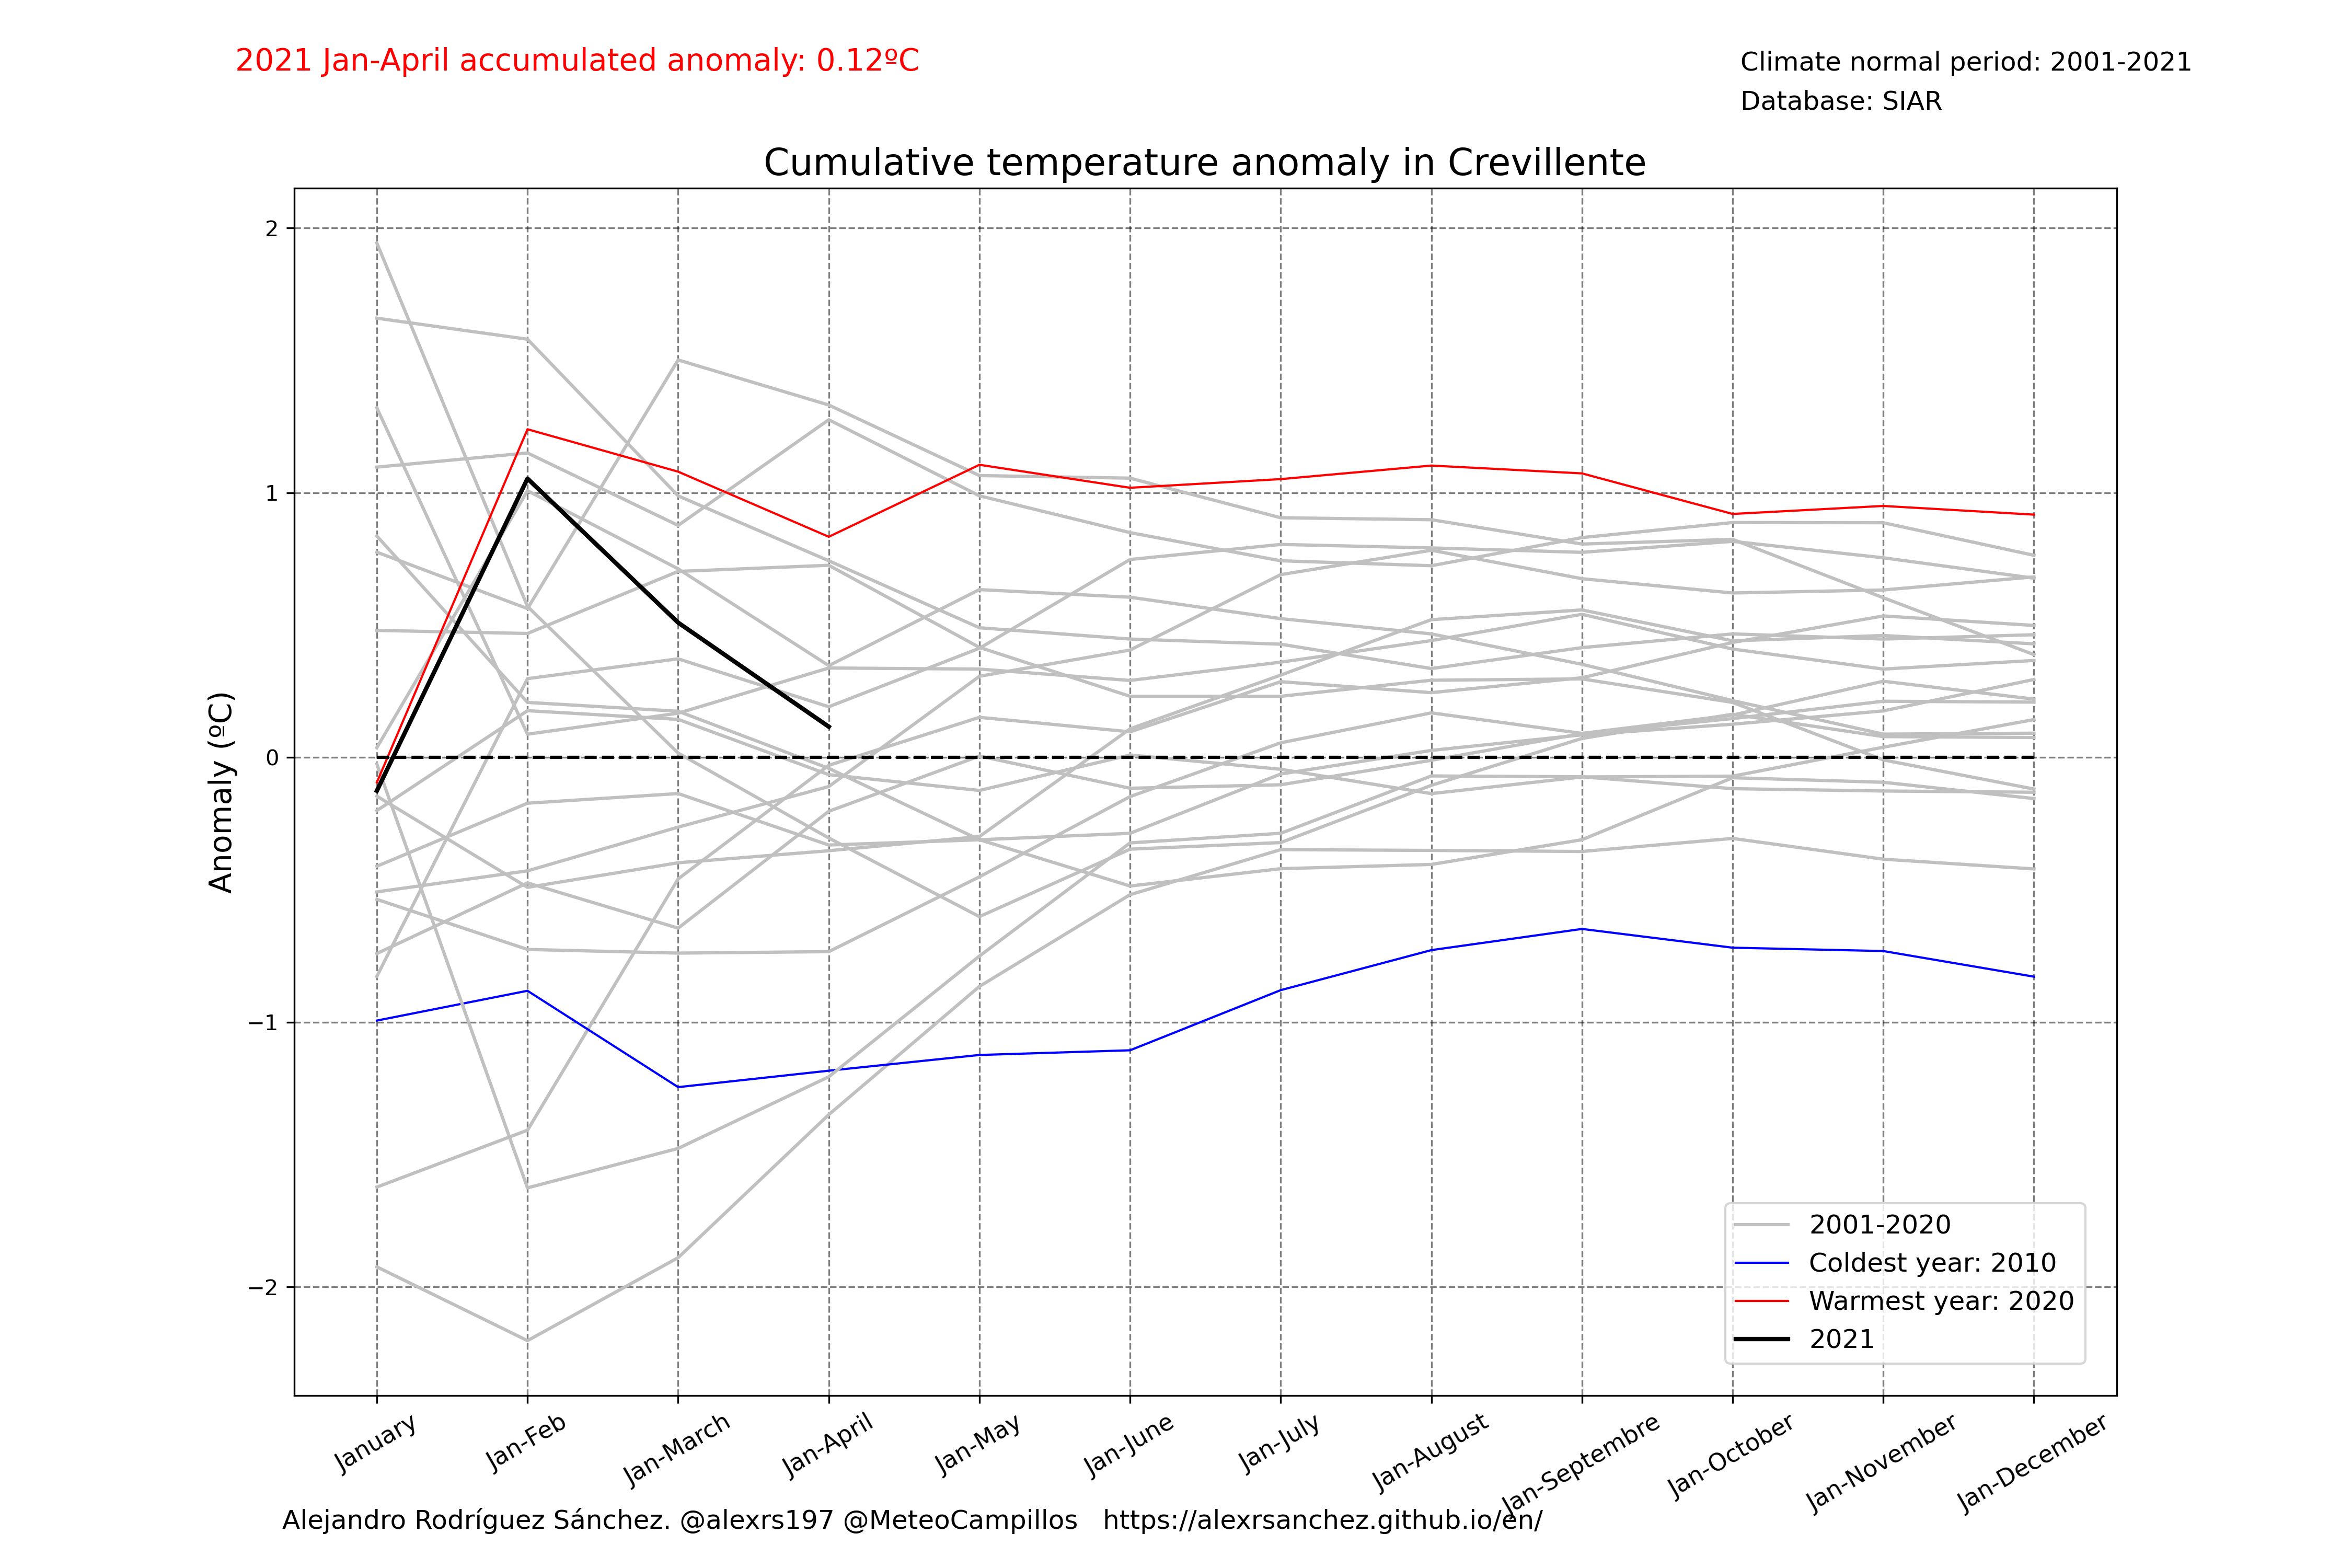 2021 Jan-April accumulated anomaly: 0.12ºC
Climate normal period: 2001-2021
Database: SIAR
Cumulative temperature anomaly in Crevillente
Anomaly (ºC)
2
1
0
−1
−2
2001-2020
Coldest year: 2010
Warmest year: 2020
2021
January
Jan-Feb
Jan-March
Jan-April
Jan-May
Jan-June
Jan-July
Jan-August
Jan-Septembre
Jan-October
Jan-November
Jan-December
Alejandro Rodríguez Sánchez. @alexrs197 @MeteoCampillos https://alexrsanchez.github.io/en/